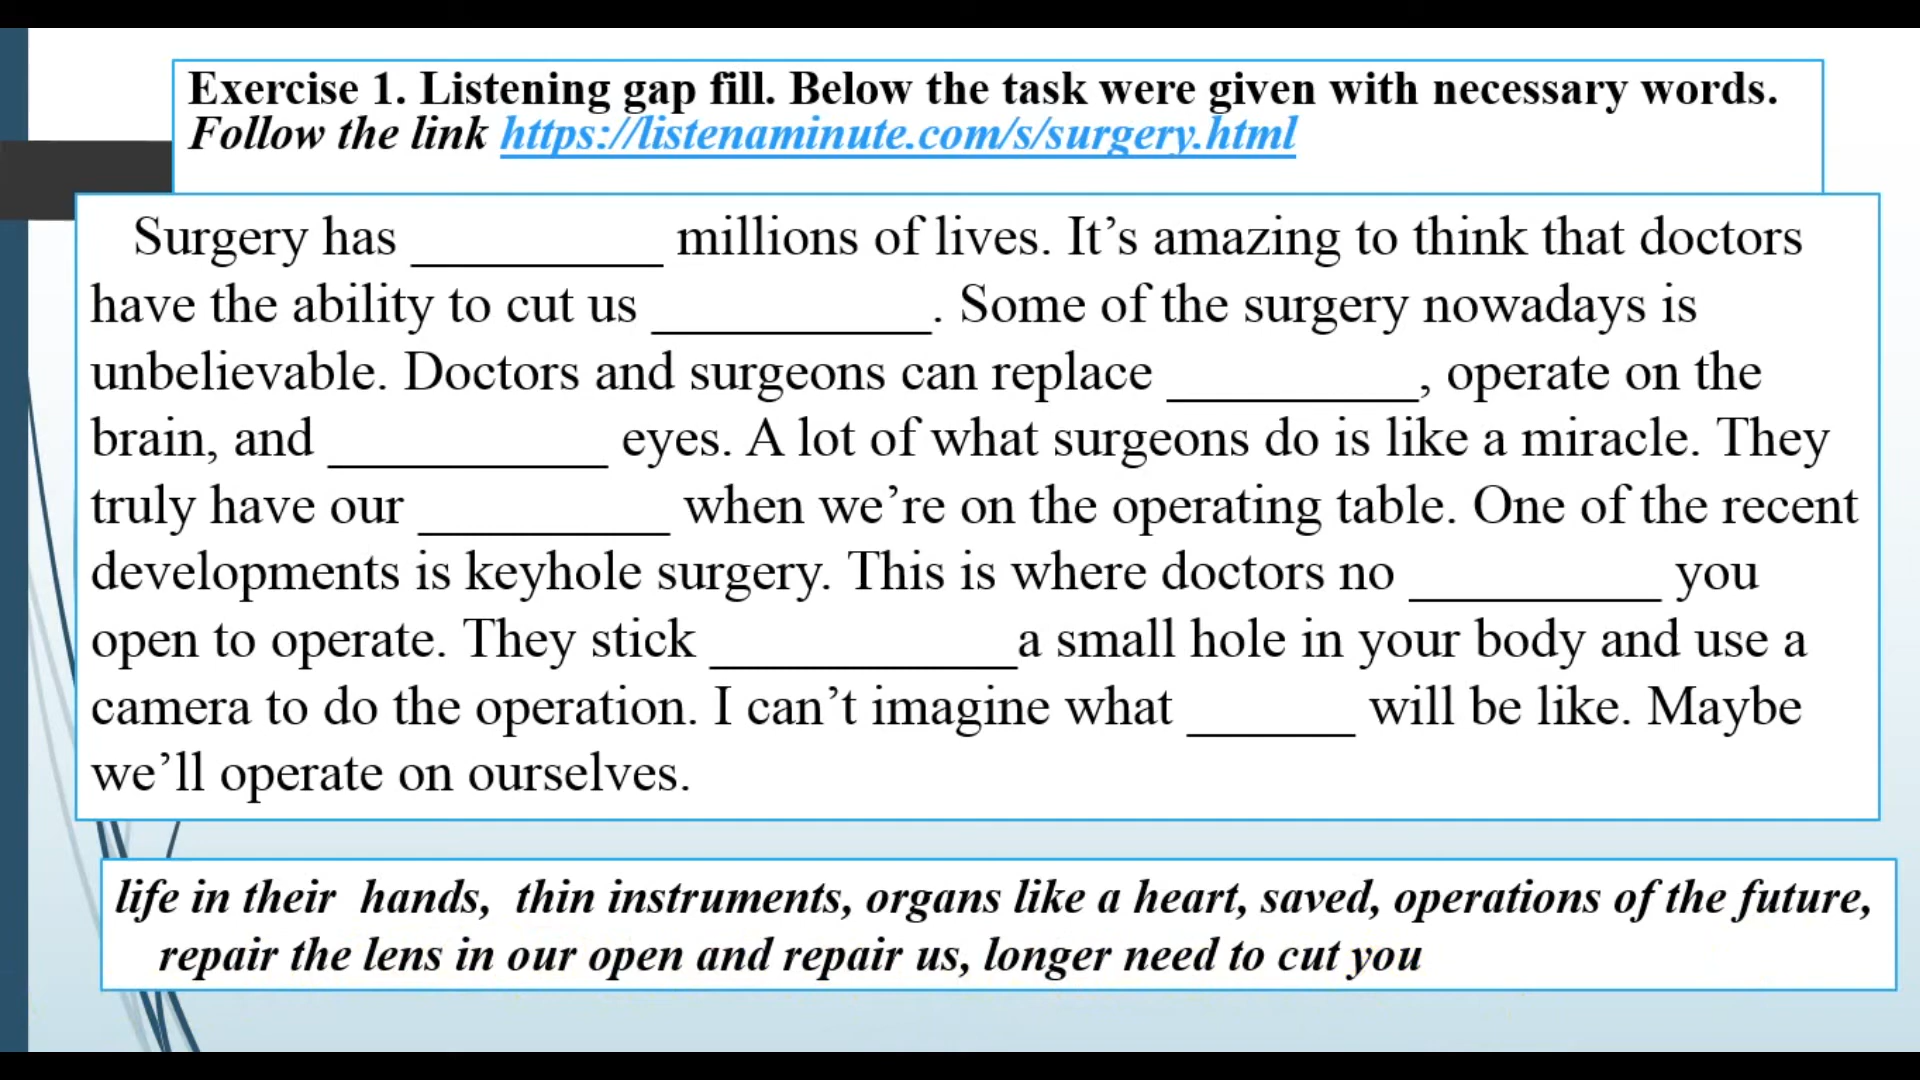 Exercise 1. Listening gap fill. Below the task were given with necessary words.
Follow the link https://listenaminute.com/s/surgery.html
Surgery has _________ millions of lives. It’s amazing to think that doctors
have the ability to cut us __________. Some of the surgery nowadays is
unbelievable. Doctors and surgeons can replace _________, operate on the
brain, and __________ eyes. A lot of what surgeons do is like a miracle. They
truly have our _________ when we’re on the operating table. One of the recent
developments is keyhole surgery. This is where doctors no _________ you
open to operate. They stick ___________a small hole in your body and use a
camera to do the operation. I can’t imagine what ______ will be like. Maybe
we’ll operate on ourselves.
life in their hands, thin instruments, organs like a heart, saved, operations of the future,
repair the lens in our open and repair us, longer need to cut you